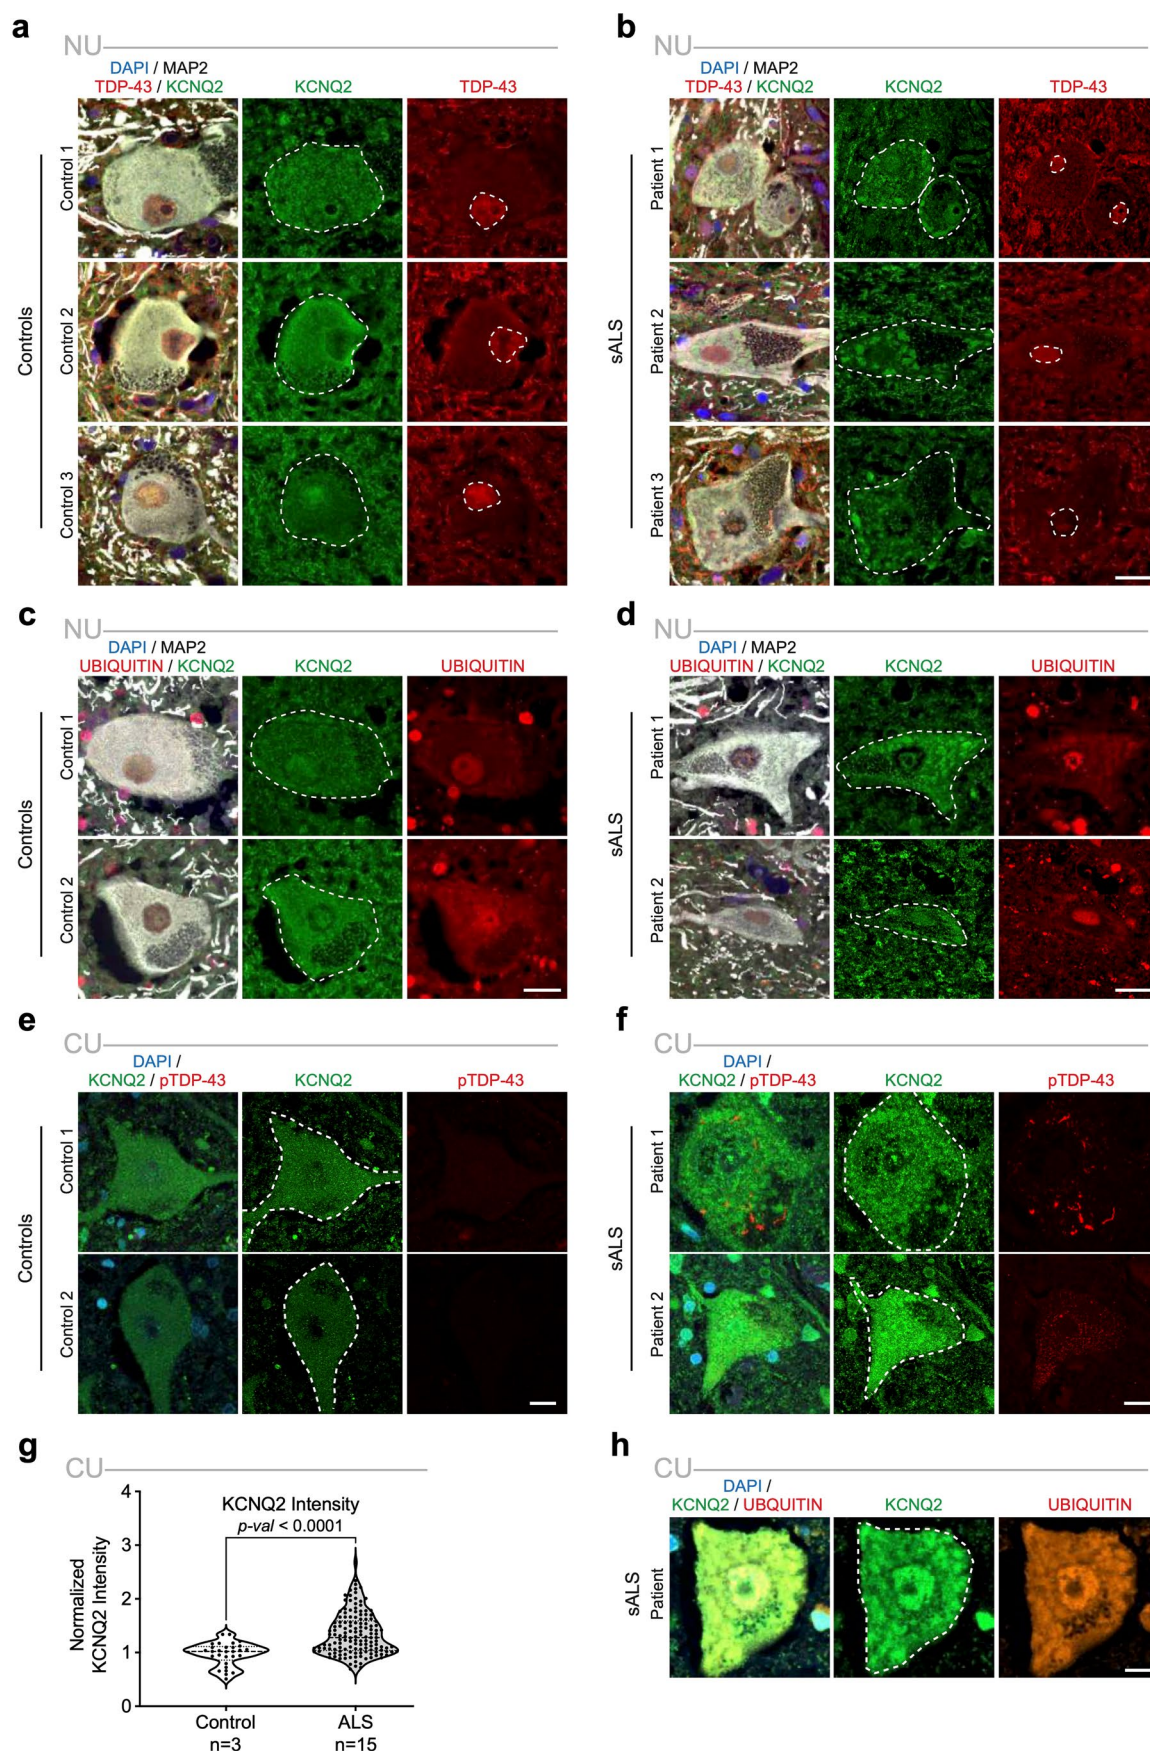 a
NU
DAPI / MAP2
TDP-43 / KCNQ2
KCNQ2
TDP-43
Controls
Control 1
Control 2
Control 3
b
NU
DAPI / MAP2
TDP-43 / KCNQ2
KCNQ2
TDP-43
sALS
Patient 1
Patient 2
Patient 3
c
NU
DAPI / MAP2
UBIQUITIN / KCNQ2
KCNQ2
UBIQUITIN
Controls
Control 1
Control 2
d
NU
DAPI / MAP2
UBIQUITIN / KCNQ2
KCNQ2
UBIQUITIN
sALS
Patient 1
Patient 2
e
CU
DAPI /
KCNQ2 / pTDP-43
KCNQ2
pTDP-43
Controls
Control 1
Control 2
f
CU
DAPI /
KCNQ2 / pTDP-43
KCNQ2
pTDP-43
sALS
Patient 1
Patient 2
g
CU
KCNQ2 Intensity
p-val < 0.0001
Normalized
KCNQ2 Intensity
4
3
2
1
0
Control
n=3
ALS
n=15
h
CU
DAPI /
KCNQ2 / UBQUITIN
KCNQ2
UBIQUITIN
sALS
Patient